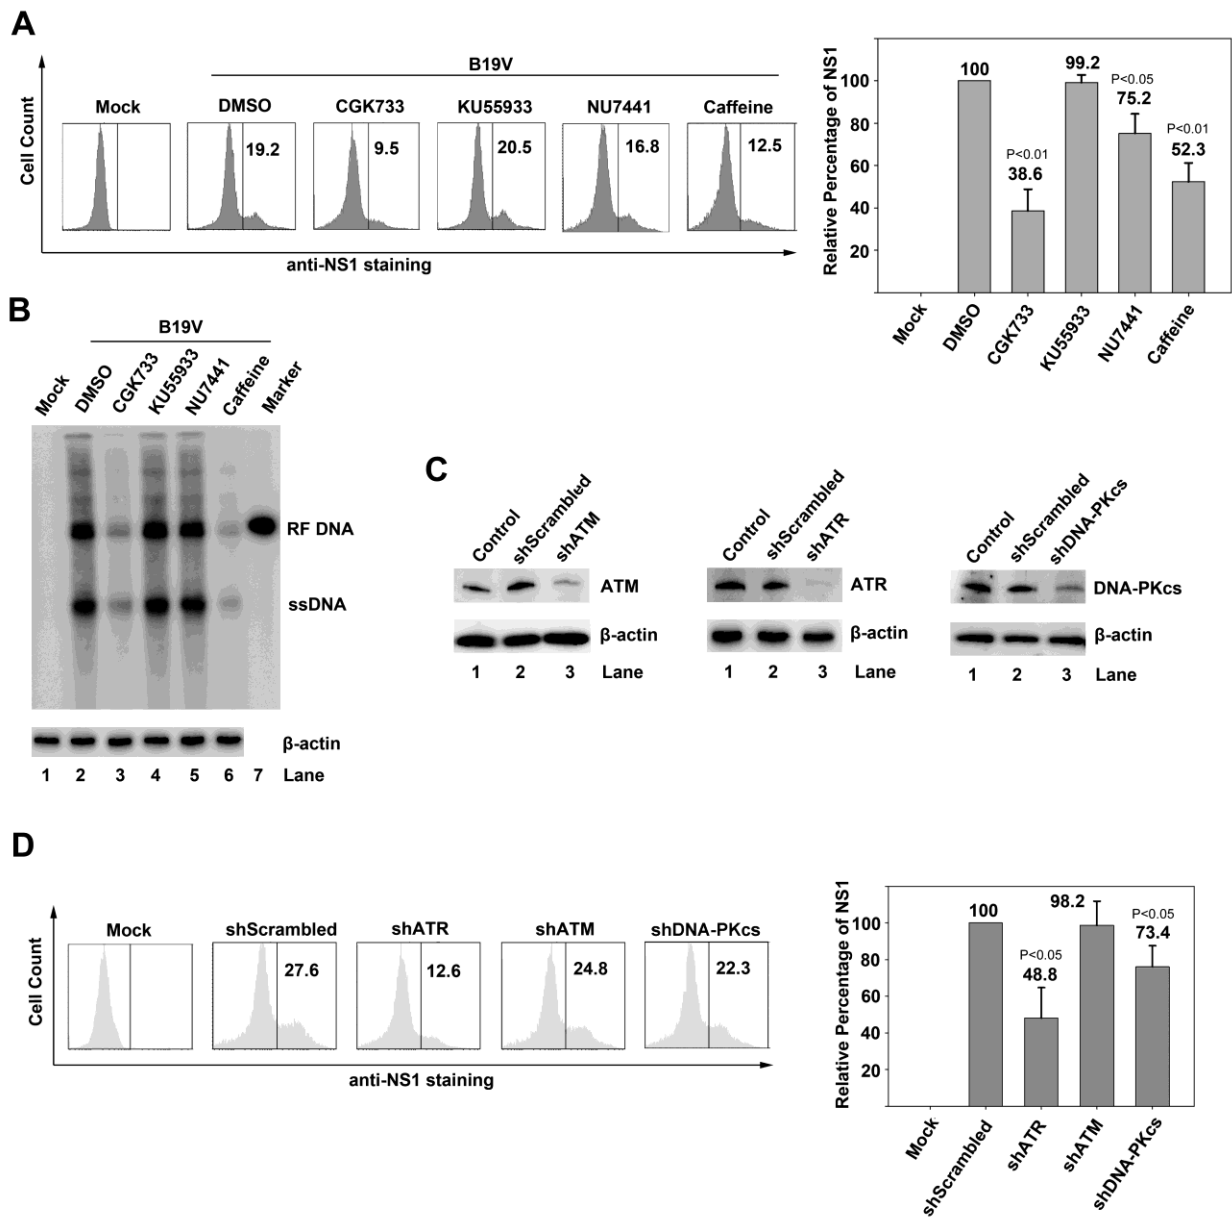 A
B19V
Mock DMSO CGK733 KU55933 NU7441 Caffeine
19.2 9.5 20.5 16.8 12.5
Cell Count
anti-NS1 staining
Relative Percentage of NS1
100
80
60
40
20
100
P<0.01
38.6
99.2
P<0.05
75.2
P<0.01
52.3
Mock DMSO CGK733 KU55933 NU7441 Caffeine
B
B19V
Mock DMSO CGK733 KU55933 NU7441 Caffeine Marker
RF DNA
ssDNA
β-actin
1 2 3 4 5 6 7 Lane
C
Control shScrambled shATM
ATM
β-actin
1 2 3 Lane
Control shScrambled shATR
ATR
β-actin
1 2 3 Lane
Control shScrambled shDNA-PKcs
DNA-PKcs
β-actin
1 2 3 Lane
D
Mock shScrambled shATR shATM shDNA-PKcs
27.6 12.6 24.8 22.3
Cell Count
anti-NS1 staining
Relative Percentage of NS1
100
80
60
40
20
100
P<0.05
48.8
98.2
P<0.05
73.4
Mock shScrambled shATR shATM shDNA-PKcs